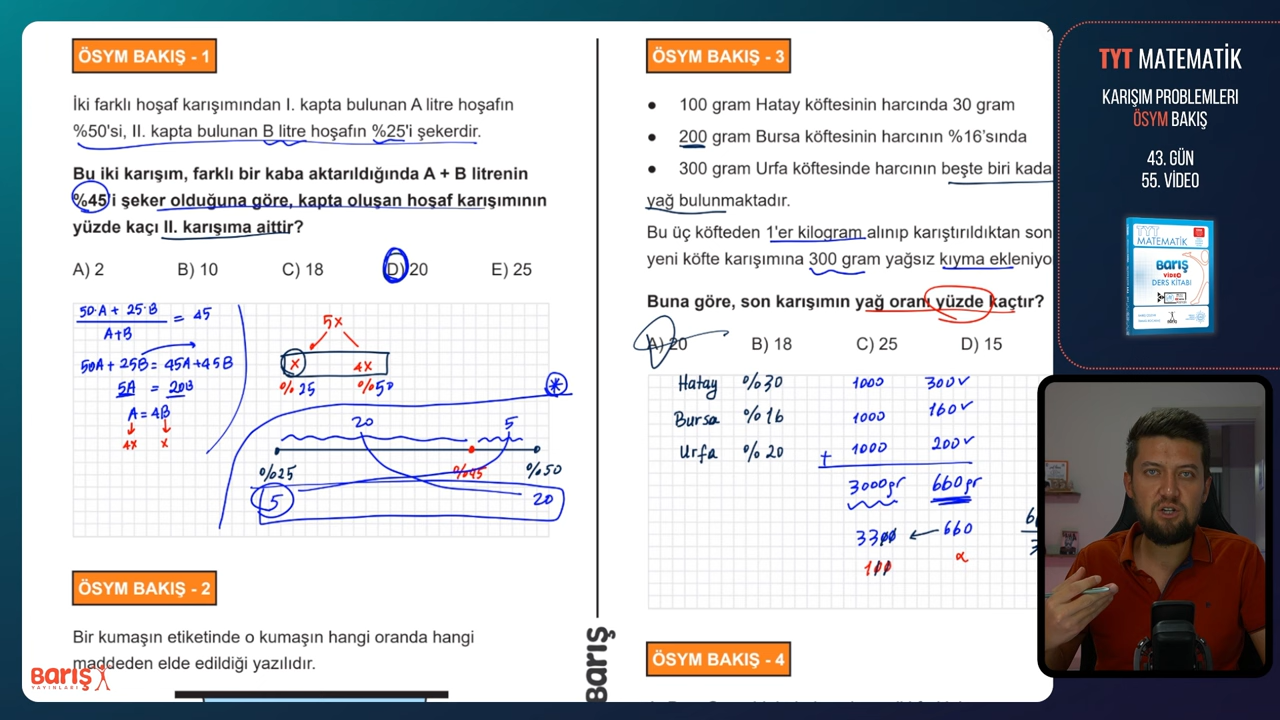 ÖSYM BAKIŞ - 1
İki farklı hoşaf karışımından I. kapta bulunan A litre hoşafın
%50'si, II. kapta bulunan B litre hoşafın %25'i şekerdir.
Bu iki karışım, farklı bir kaba aktarıldığında A + B litrenin
%45'i şeker olduğuna göre, kapta oluşan hoşaf karışımının
yüzde kaçı II. karışıma aittir?
A) 2 B) 10 C) 18 D) 20 E) 25
50·A + 25·B
= 45
A+B
50A + 25B = 45A+45B
5A = 20B
A = 4B
4x x
5x
x 4x
%25 %50
*
20 5
%25 %45 %50
5 20
ÖSYM BAKIŞ - 2
Bir kumaşın etiketinde o kumaşın hangi oranda hangi
maddeden elde edildiği yazılıdır.
BARIŞ
YAYINLARI
BARIŞ
ÖSYM BAKIŞ - 3
• 100 gram Hatay köftesinin harcında 30 gram
• 200 gram Bursa köftesinin harcının %16'sında
• 300 gram Urfa köftesinde harcının beşte biri kada
yağ bulunmaktadır.
Bu üç köfteden 1'er kilogram alınıp karıştırıldıktan son
yeni köfte karışımına 300 gram yağsız kıyma ekleniyo
Buna göre, son karışımın yağ oranı yüzde kaçtır?
A) 20 B) 18 C) 25 D) 15
Hatay %30 1000 300
Bursa %16 1000 160
Urfa %20 + 1000 200
3000gr 660gr
3300 ← 660
100
ÖSYM BAKIŞ - 4
TYT MATEMATİK
KARIŞIM PROBLEMLERI
ÖSYM BAKIŞ
43. GÜN
55. VİDEO
TYT
MATEMATİK
BARIŞ
VİDEO
DERS KİTABI